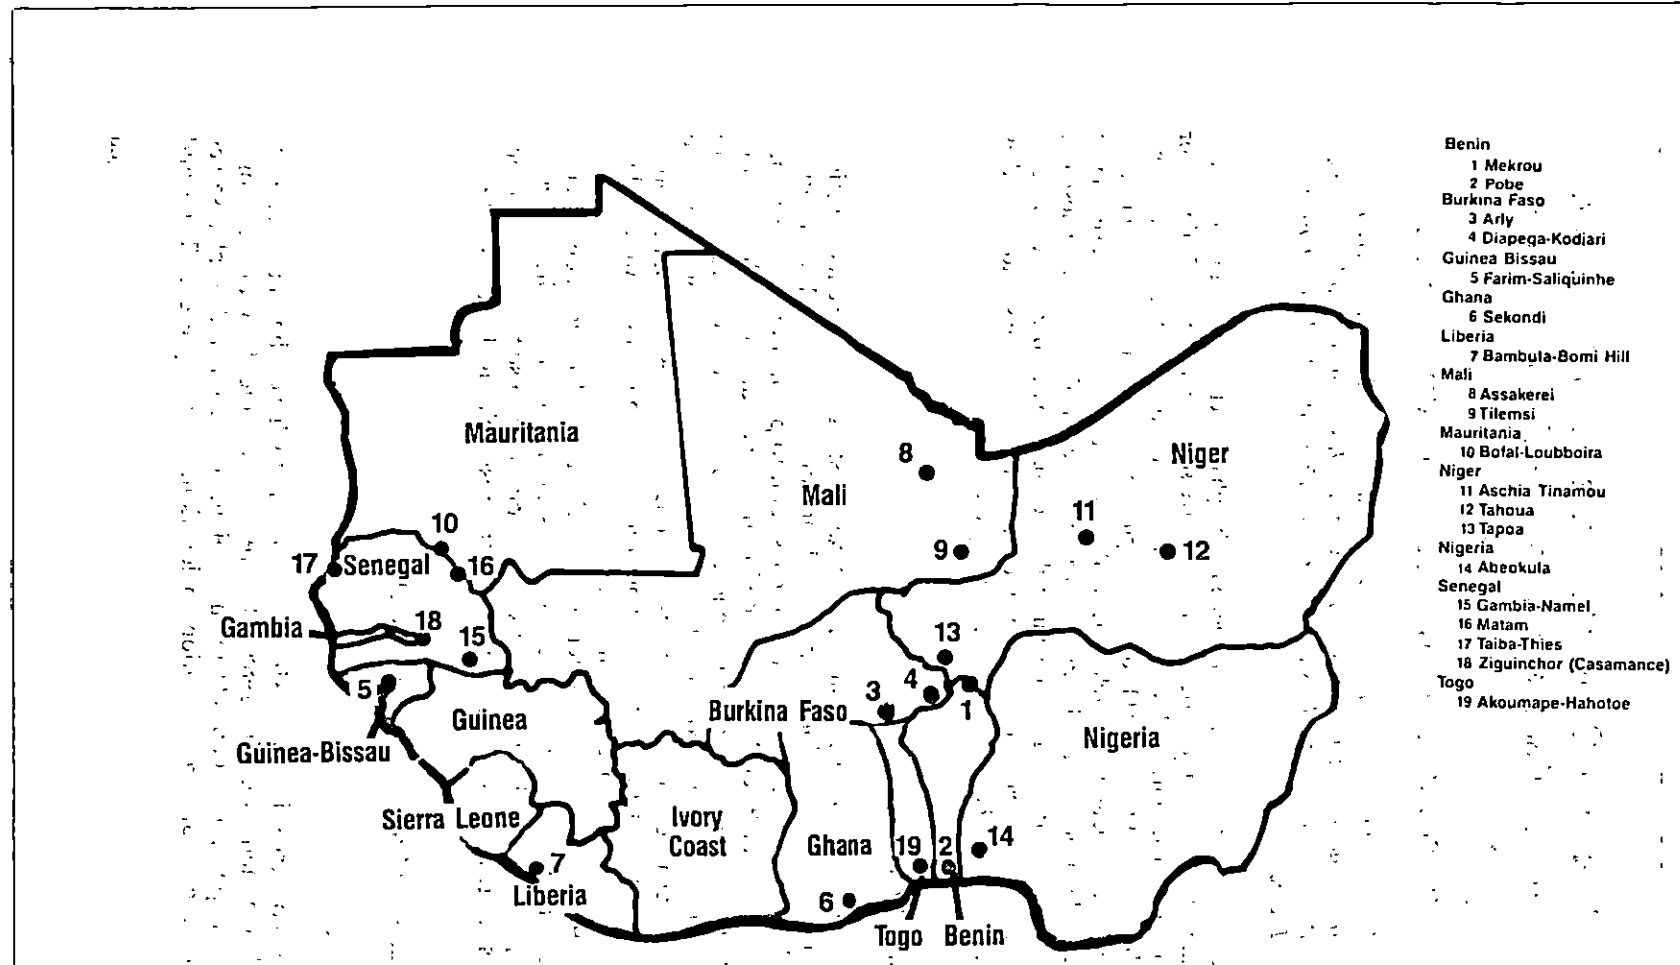 Benin
1 Mekrou
2 Pobe
Burkina Faso
3 Arly
4 Diapega-Kodjari
Guinea Bissau
5 Farim-Saliquinhe
Ghana
6 Sekondi
Liberia
7 Bambuta-Bomi Hill
Mali
8 Assakerei
9 Tilemsi
Mauritania
10 Bofal-Loubboira
Niger
11 Aschia Tinamou
12 Tahoua
13 Tapoa
Nigeria
14 Abeokula
Senegal
15 Gambia-Namel
16 Matam
17 Taiba-Thies
18 Ziguinchor (Casamance)
Togo
19 Akoumape-Hahotoe
Mauritania
Niger
8
Mali
11
10
9
12
17
Senegal
16
Gambia
18
15
13
5
4
3
1
Guinea
Burkina Faso
Nigeria
Guinea-Bissau
Sierra Leone
Ivory
Coast
Ghana
19
2
14
7
Liberia
6
Togo
Benin